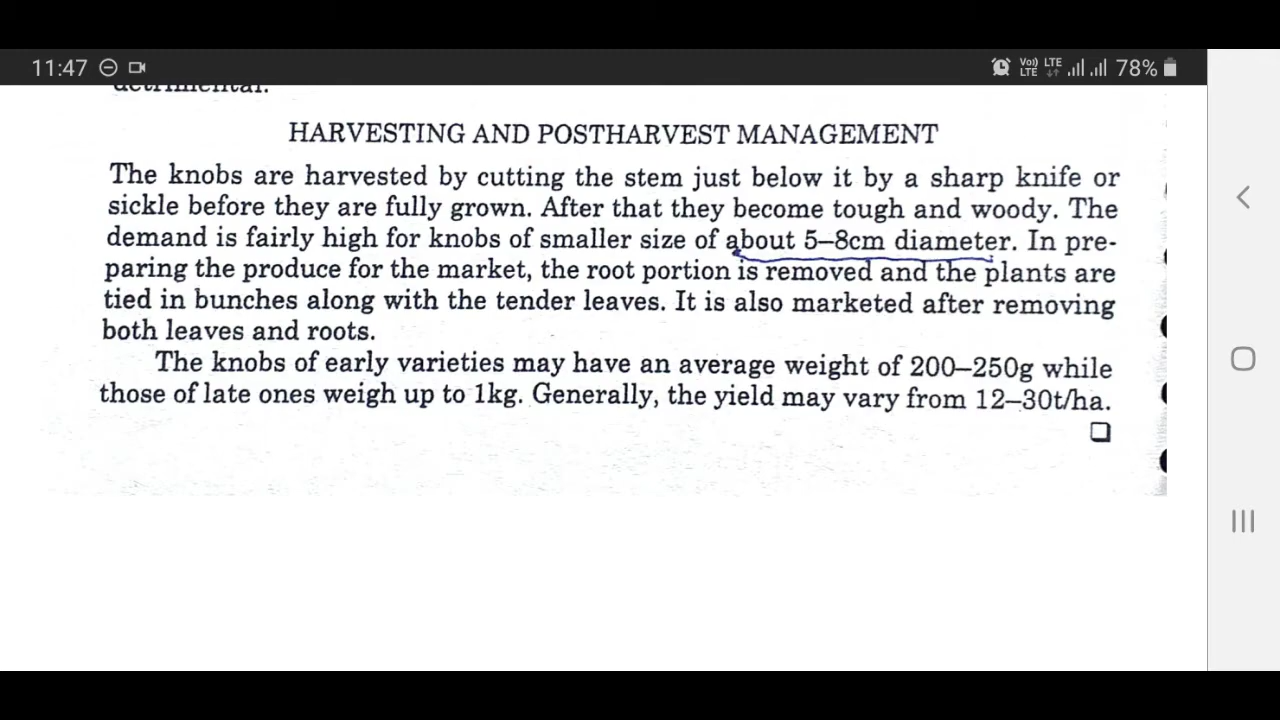 11:47
Vo)) LTE
LTE
78%
detrimental.
HARVESTING AND POSTHARVEST MANAGEMENT
The knobs are harvested by cutting the stem just below it by a sharp knife or
sickle before they are fully grown. After that they become tough and woody. The
demand is fairly high for knobs of smaller size of about 5–8cm diameter. In pre-
paring the produce for the market, the root portion is removed and the plants are
tied in bunches along with the tender leaves. It is also marketed after removing
both leaves and roots.
The knobs of early varieties may have an average weight of 200–250g while
those of late ones weigh up to 1kg. Generally, the yield may vary from 12–30t/ha.